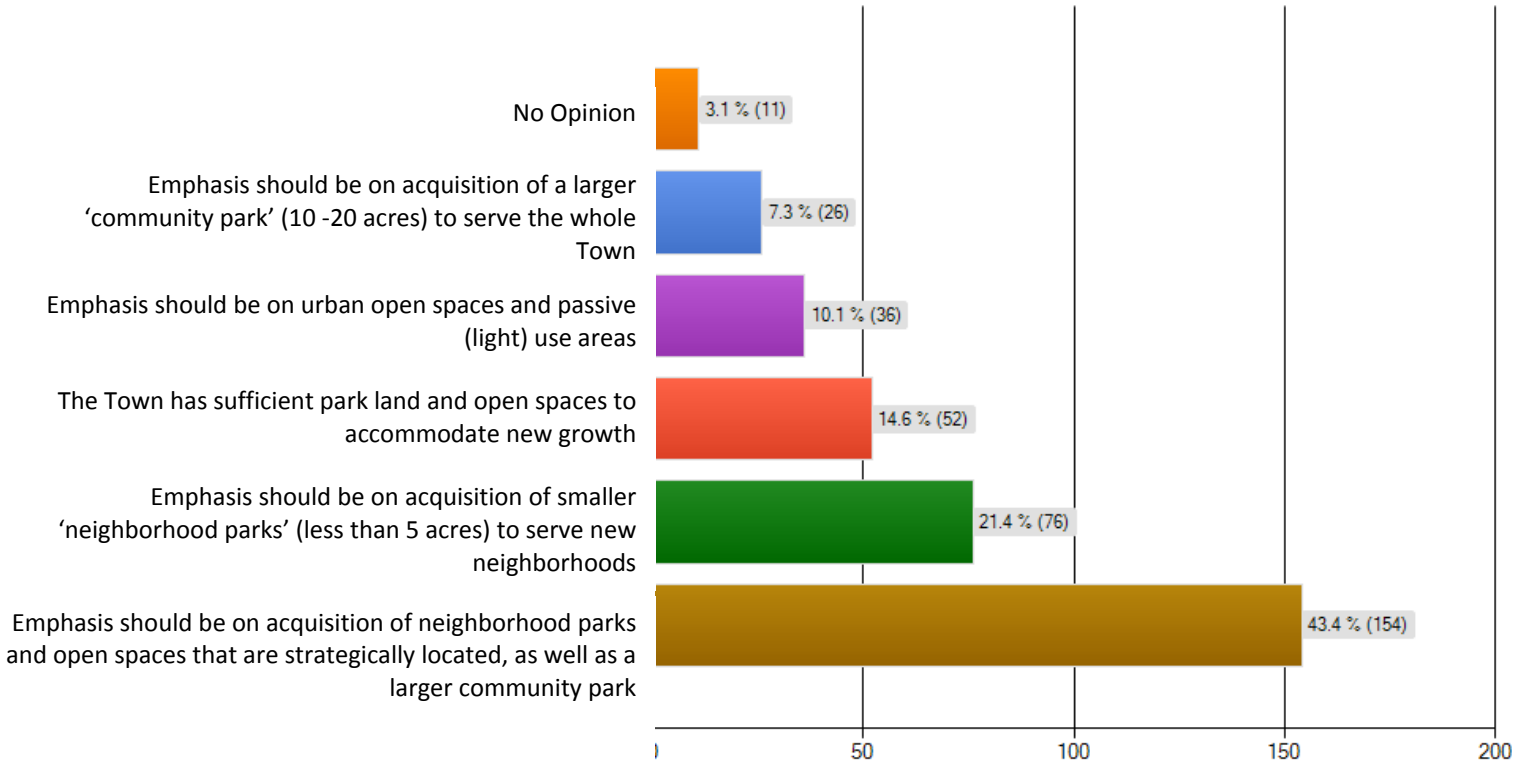 No Opinion
3.1 % (11)
Emphasis should be on acquisition of a larger
‘community park’ (10 -20 acres) to serve the whole
Town
7.3 % (26)
Emphasis should be on urban open spaces and passive
(light) use areas
10.1 % (36)
The Town has sufficient park land and open spaces to
accommodate new growth
14.6 % (52)
Emphasis should be on acquisition of smaller
‘neighborhood parks’ (less than 5 acres) to serve new
neighborhoods
21.4 % (76)
Emphasis should be on acquisition of neighborhood parks
and open spaces that are strategically located, as well as a
larger community park
43.4 % (154)
50 100 150 200